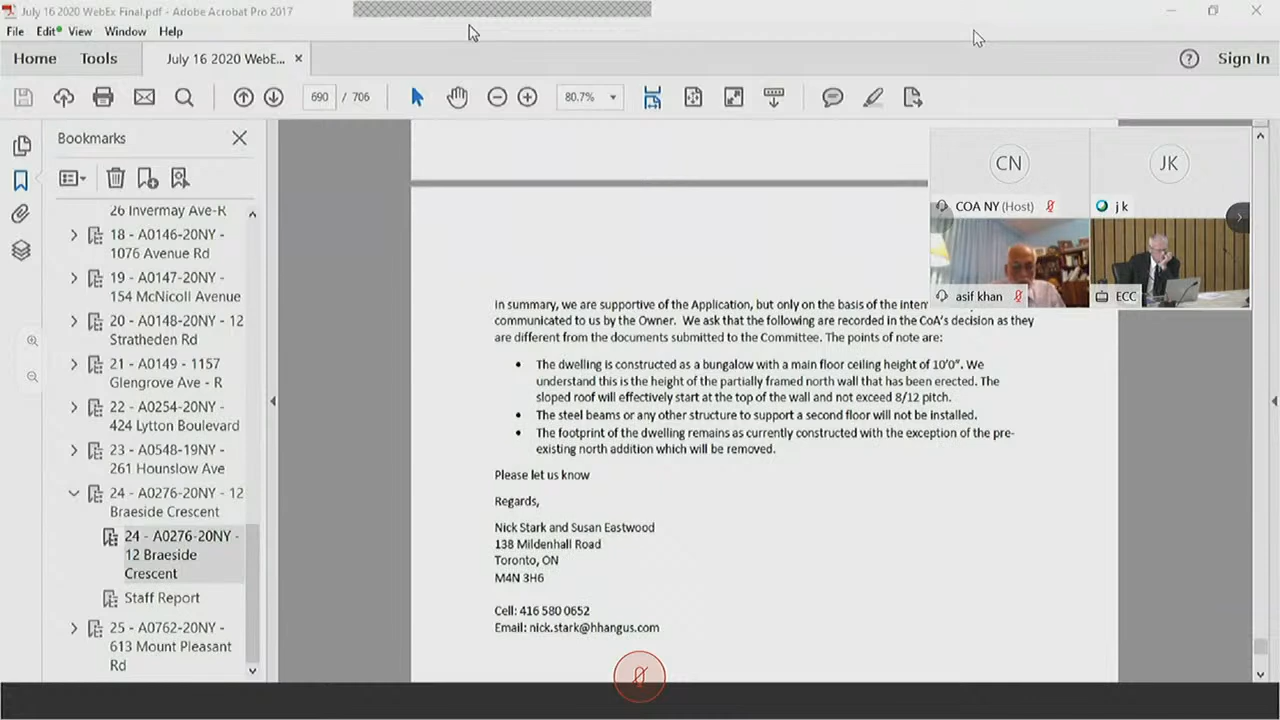 July 16 2020 WebEx Final.pdf - Adobe Acrobat Pro 2017
File Edit View Window Help
Home Tools July 16 2020 WebE... × Sign In
690 / 706 80.7%
Bookmarks
26 Invermay Ave-R
18 - A0146-20NY -
1076 Avenue Rd
19 - A0147-20NY -
154 McNicoll Avenue
20 - A0148-20NY - 12
Stratheden Rd
21 - A0149 - 1157
Glengrove Ave - R
22 - A0254-20NY -
424 Lytton Boulevard
23 - A0548-19NY -
261 Hounslow Ave
24 - A0276-20NY - 12
Braeside Crescent
24 - A0276-20NY -
12 Braeside
Crescent
Staff Report
25 - A0762-20NY -
613 Mount Pleasant
Rd
CN
COA NY (Host)
JK
j k
asif khan
ECC
In summary, we are supportive of the Application, but only on the basis of the
communicated to us by the Owner. We ask that the following are recorded in the CoA's decision as they
are different from the documents submitted to the Committee. The points of note are:
• The dwelling is constructed as a bungalow with a main floor ceiling height of 10'0". We
understand this is the height of the partially framed north wall that has been erected. The
sloped roof will effectively start at the top of the wall and not exceed 8/12 pitch.
• The steel beams or any other structure to support a second floor will not be installed.
• The footprint of the dwelling remains as currently constructed with the exception of the pre-
existing north addition which will be removed.
Please let us know
Regards,
Nick Stark and Susan Eastwood
138 Mildenhall Road
Toronto, ON
M4N 3H6
Cell: 416 580 0652
Email: nick.stark@hhangus.com